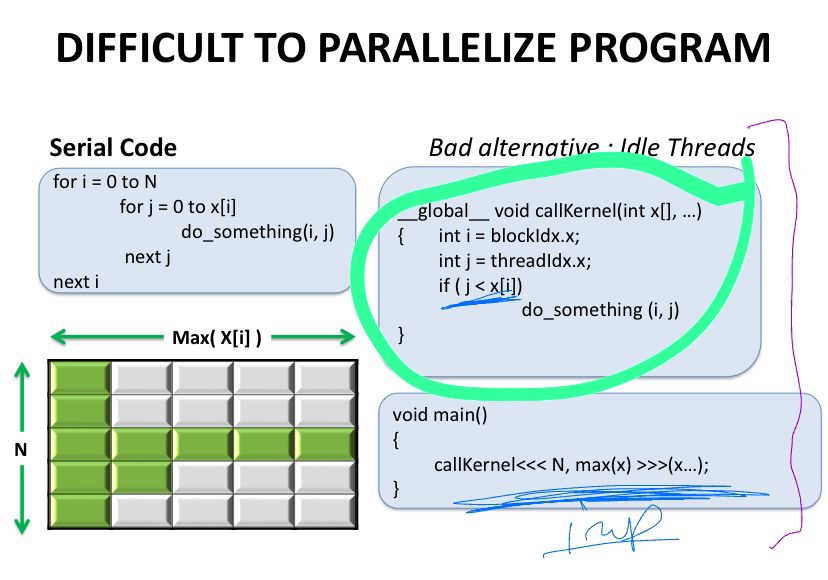 DIFFICULT TO PARALLELIZE PROGRAM
Serial Code
for i = 0 to N
for j = 0 to x[i]
do_something(i, j)
next j
next i
Max( X[i] )
N
Bad alternative : Idle Threads
__global__ void callKernel(int x[], …)
{ int i = blockIdx.x;
int j = threadIdx.x;
if ( j < x[i])
do_something (i, j)
}
void main()
{
callKernel<<< N, max(x) >>>(x…);
}
imp